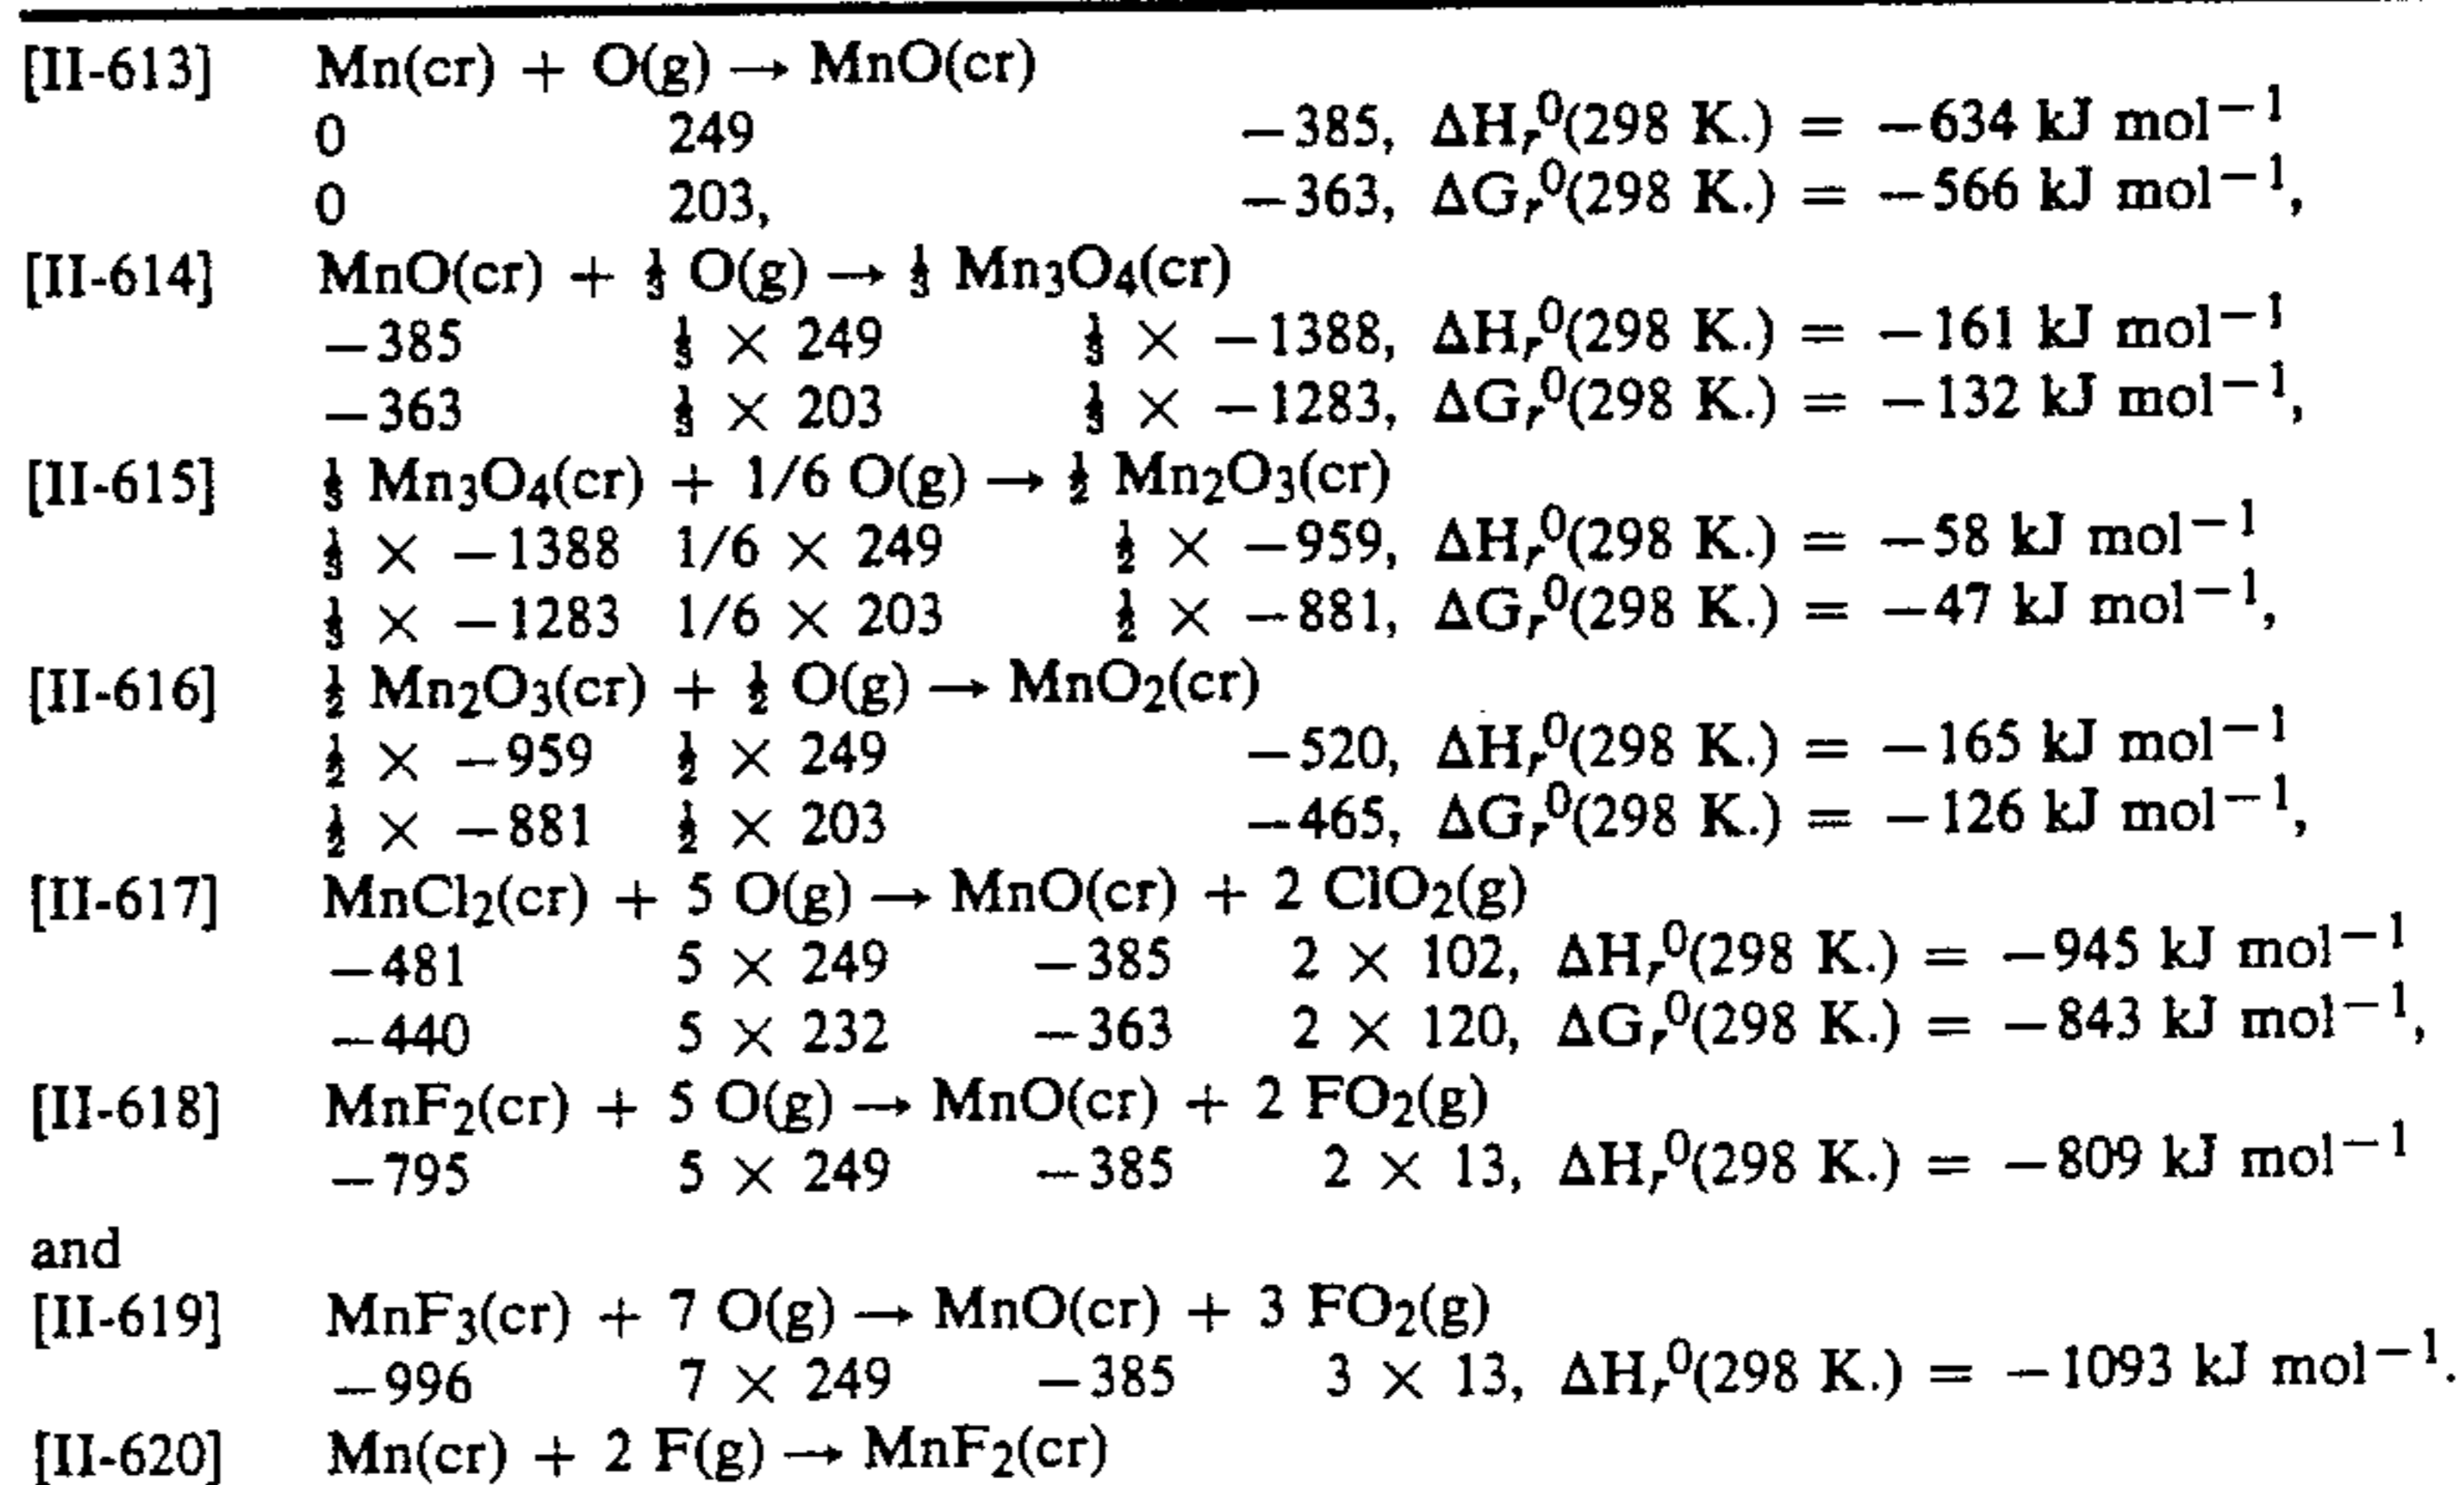 [II-613] Mn(cr) + O(g) → MnO(cr)
0 249 −385, ΔHᵣ⁰(298 K.) = −634 kJ mol⁻¹
0 203, −363, ΔGᵣ⁰(298 K.) = −566 kJ mol⁻¹,
[II-614] MnO(cr) + ⅓ O(g) → ⅓ Mn₃O₄(cr)
−385 ⅓ × 249 ⅓ × −1388, ΔHᵣ⁰(298 K.) = −161 kJ mol⁻¹
−363 ⅓ × 203 ⅓ × −1283, ΔGᵣ⁰(298 K.) = −132 kJ mol⁻¹,
[II-615] ⅓ Mn₃O₄(cr) + 1/6 O(g) → ½ Mn₂O₃(cr)
⅓ × −1388 1/6 × 249 ½ × −959, ΔHᵣ⁰(298 K.) = −58 kJ mol⁻¹
⅓ × −1283 1/6 × 203 ½ × −881, ΔGᵣ⁰(298 K.) = −47 kJ mol⁻¹,
[II-616] ½ Mn₂O₃(cr) + ½ O(g) → MnO₂(cr)
½ × −959 ½ × 249 −520, ΔHᵣ⁰(298 K.) = −165 kJ mol⁻¹
½ × −881 ½ × 203 −465, ΔGᵣ⁰(298 K.) = −126 kJ mol⁻¹,
[II-617] MnCl₂(cr) + 5 O(g) → MnO(cr) + 2 ClO₂(g)
−481 5 × 249 −385 2 × 102, ΔHᵣ⁰(298 K.) = −945 kJ mol⁻¹
−440 5 × 232 −363 2 × 120, ΔGᵣ⁰(298 K.) = −843 kJ mol⁻¹,
[II-618] MnF₂(cr) + 5 O(g) → MnO(cr) + 2 FO₂(g)
−795 5 × 249 −385 2 × 13, ΔHᵣ⁰(298 K.) = −809 kJ mol⁻¹
and
[II-619] MnF₃(cr) + 7 O(g) → MnO(cr) + 3 FO₂(g)
−996 7 × 249 −385 3 × 13, ΔHᵣ⁰(298 K.) = −1093 kJ mol⁻¹.
[II-620] Mn(cr) + 2 F(g) → MnF₂(cr)